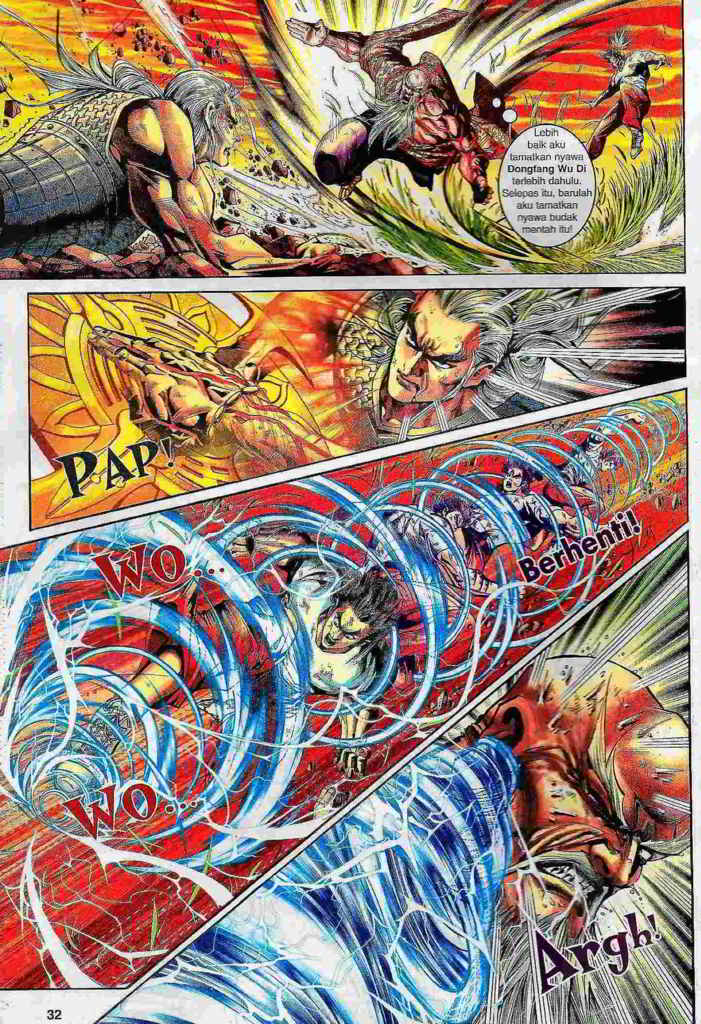 Lebih
baik aku
tamatkan nyawa
Dongfang Wu Di
terlebih dahulu.
Selepas itu, barulah
aku tamatkan
nyawa budak
mentah itu!
PAP!
WO...
Berhenti!
WO...
Argh!
32